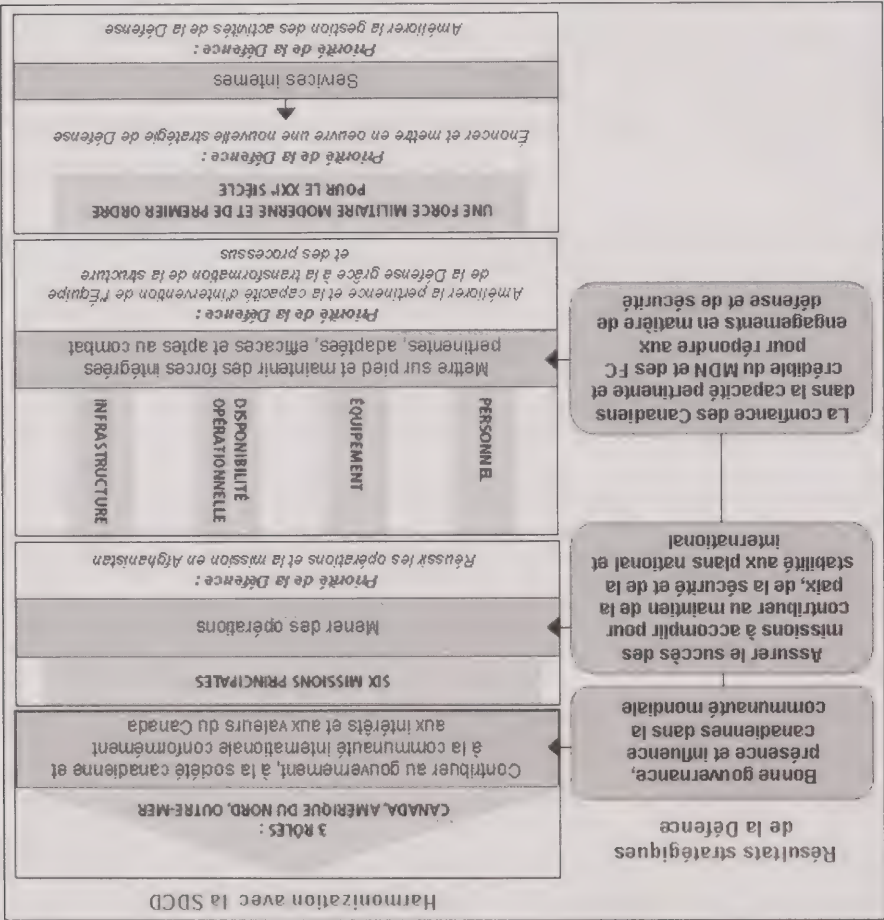 Harmonization avec la SDCD
Résultats stratégiques
de la Défence
Bonne gouvernance,
présence et influence
canadiennes dans la
communauté mondiale
Assurer le succès des
missions à accomplir pour
contribuer au maintien de la
paix, de la sécurité et de la
stabilité aux plans national et
international
La confiance des Canadiens
dans la capacité pertinente et
crédible du MDN et des FC
pour répondre aux
engagements en matière de
défense et de sécurité
3 RÔLES :
CANADA, AMÉRIQUE DU NORD, OUTRE-MER
Contribuer au gouvernement, à la société canadienne et
à la communauté internationale conformément
aux intérêts et aux valeurs du Canada
SIX MISSIONS PRINCIPALES
Mener des opérations
Priorité de la Défence :
Réussir les opérations et la mission en Afghanistan
PERSONNEL
ÉQUIPEMENT
DISPONIBILITÉ
OPÉRATIONNELLE
INFRASTRUCTURE
Mettre sur pied et maintenir des forces intégrées
pertinentes, adaptées, efficaces et aptes au combat
Priorité de la Défence :
Améliorer la pertinence et la capacité d'intervention de l'Équipe
de la Défense grâce à la transformation de la structure
et des processus
UNE FORCE MILITAIRE MODERNE ET DE PREMIER ORDRE
POUR LE XXIe SIÈCLE
Priorité de la Défence :
Énoncer et mettre en oeuvre une nouvelle stratégie de Défense
Services internes
Priorité de la Défence :
Améliorer la gestion des activités de la Défense